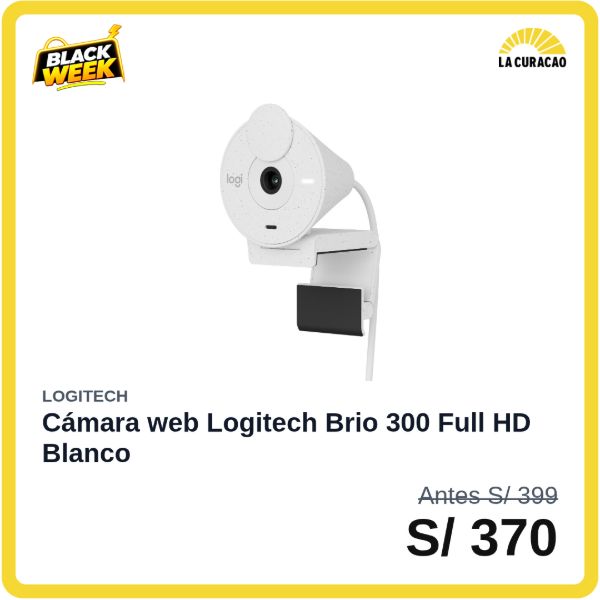 BLACK
WEEK
LA CURACAO
logi
LOGITECH
Cámara web Logitech Brio 300 Full HD
Blanco
Antes S/ 399
S/ 370